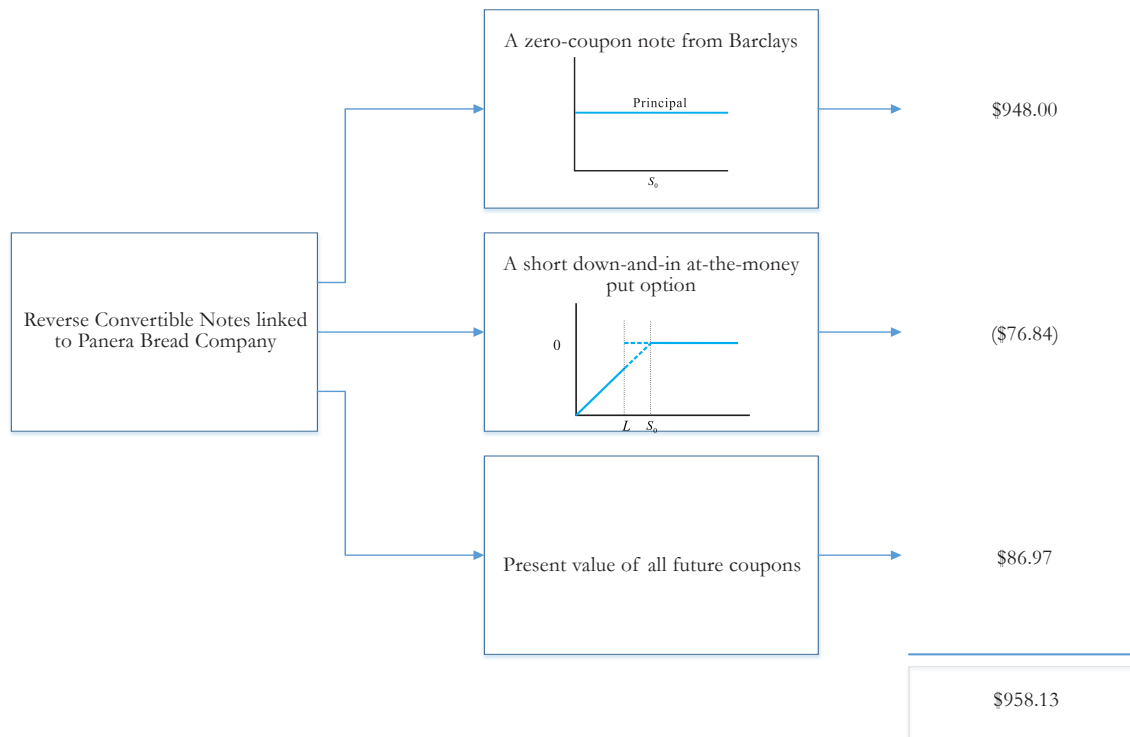 A zero-coupon note from Barclays
Principal
S₀
$948.00
Reverse Convertible Notes linked
to Panera Bread Company
A short down-and-in at-the-money
put option
0
L S₀
($76.84)
Present value of all future coupons
$86.97
$958.13